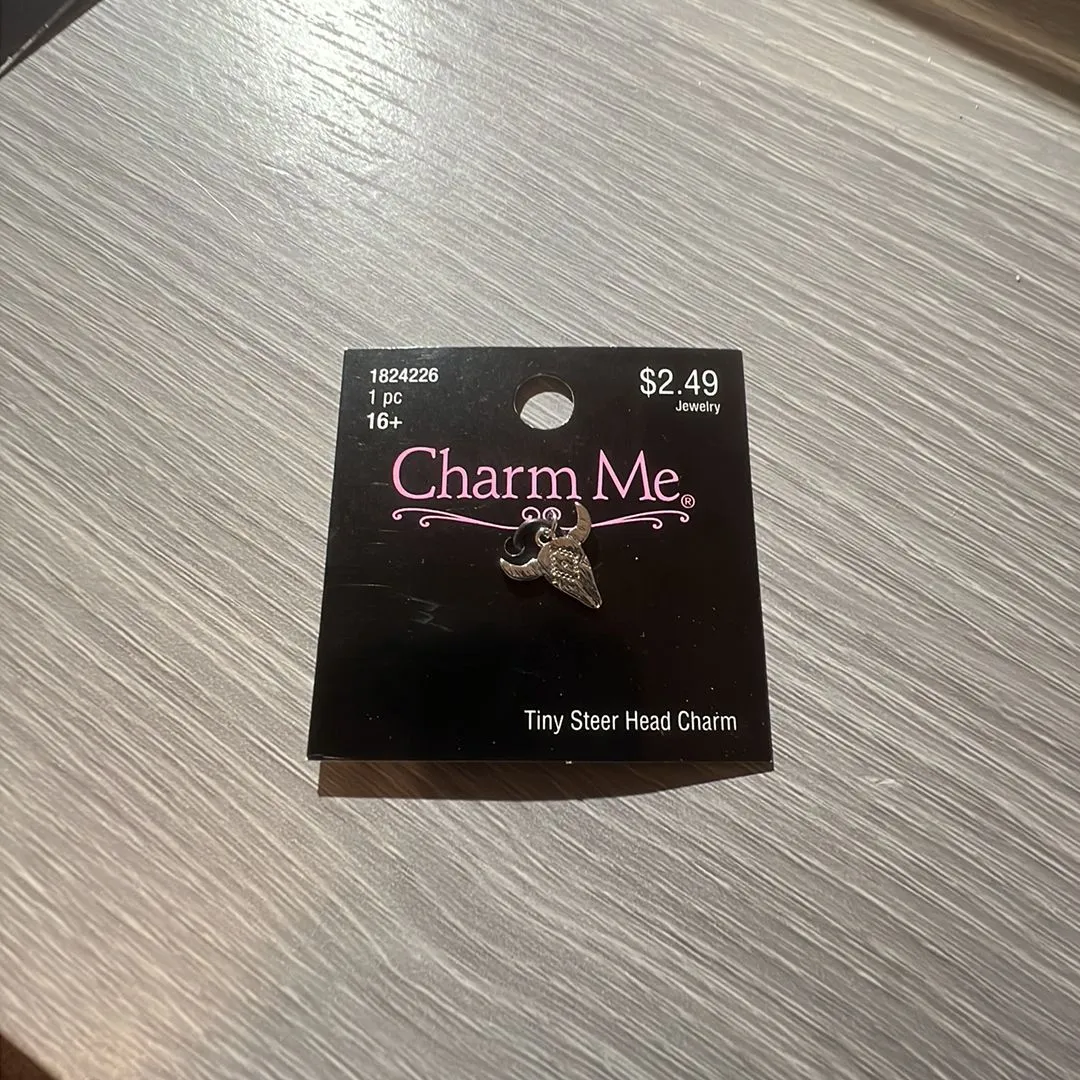 1824226
1 pc
16+
$2.49
Jewelry
Charm Me®
Tiny Steer Head Charm